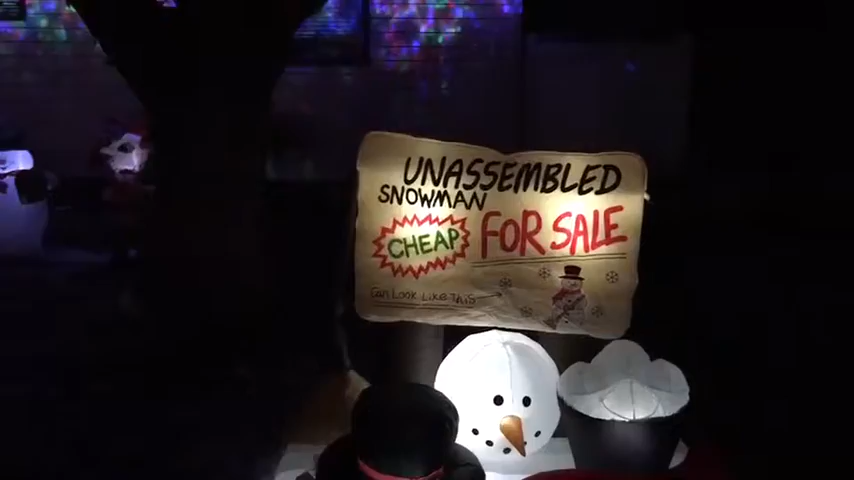 UNASSEMBLED
SNOWMAN
CHEAP
FOR SALE
CAN LOOK LIKE THIS